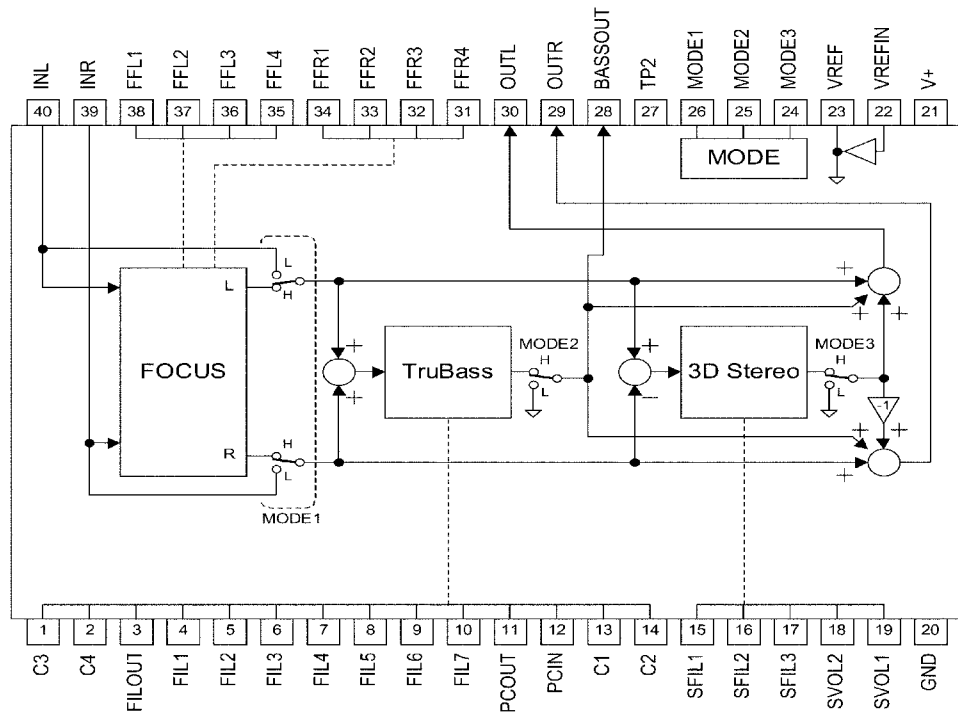 INL INR FFL1 FFL2 FFL3 FFL4 FFR1 FFR2 FFR3 FFR4 OUTL OUTR BASSOUT TP2 MODE1 MODE2 MODE3 VREF VREFIN V+
40 39 38 37 36 35 34 33 32 31 30 29 28 27 26 25 24 23 22 21
MODE
L
L
H
+
+ +
FOCUS
+
TruBass
MODE2
H
L
+
−
3D Stereo
MODE3
H
L
-1
+
+ +
R
H
L
+
MODE1
1 2 3 4 5 6 7 8 9 10 11 12 13 14 15 16 17 18 19 20
C3 C4 FILOUT FIL1 FIL2 FIL3 FIL4 FIL5 FIL6 FIL7 PCOUT PCIN C1 C2 SFIL1 SFIL2 SFIL3 SVOL2 SVOL1 GND